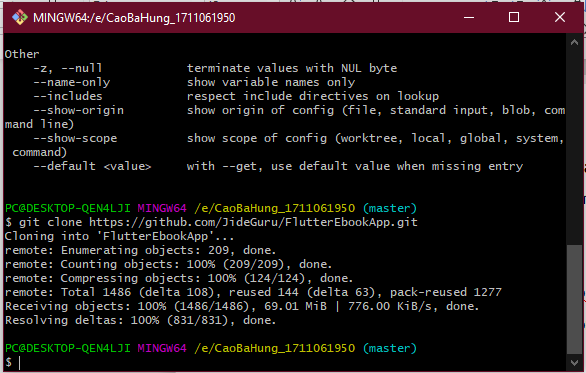 MINGW64:/e/CaoBaHung_1711061950
Other
    -z, --null            terminate values with NUL byte
    --name-only           show variable names only
    --includes            respect include directives on lookup
    --show-origin         show origin of config (file, standard input, blob, com
mand line)
    --show-scope          show scope of config (worktree, local, global, system,
 command)
    --default <value>     with --get, use default value when missing entry
PC@DESKTOP-QEN4LJI MINGW64 /e/CaoBaHung_1711061950 (master)
$ git clone https://github.com/JideGuru/FlutterEbookApp.git
Cloning into 'FlutterEbookApp'...
remote: Enumerating objects: 209, done.
remote: Counting objects: 100% (209/209), done.
remote: Compressing objects: 100% (124/124), done.
remote: Total 1486 (delta 108), reused 144 (delta 63), pack-reused 1277
Receiving objects: 100% (1486/1486), 69.01 MiB | 776.00 KiB/s, done.
Resolving deltas: 100% (831/831), done.
PC@DESKTOP-QEN4LJI MINGW64 /e/CaoBaHung_1711061950 (master)
$